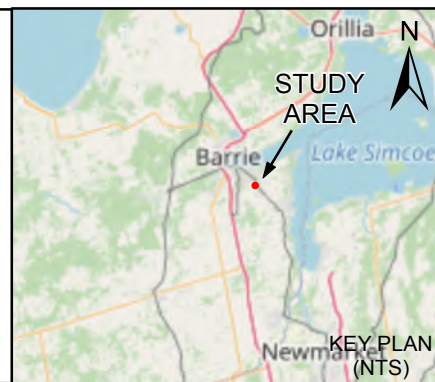 Orillia
N
STUDY
AREA
Barrie
Lake Simcoe
KEY PLAN
Newmarket
(NTS)